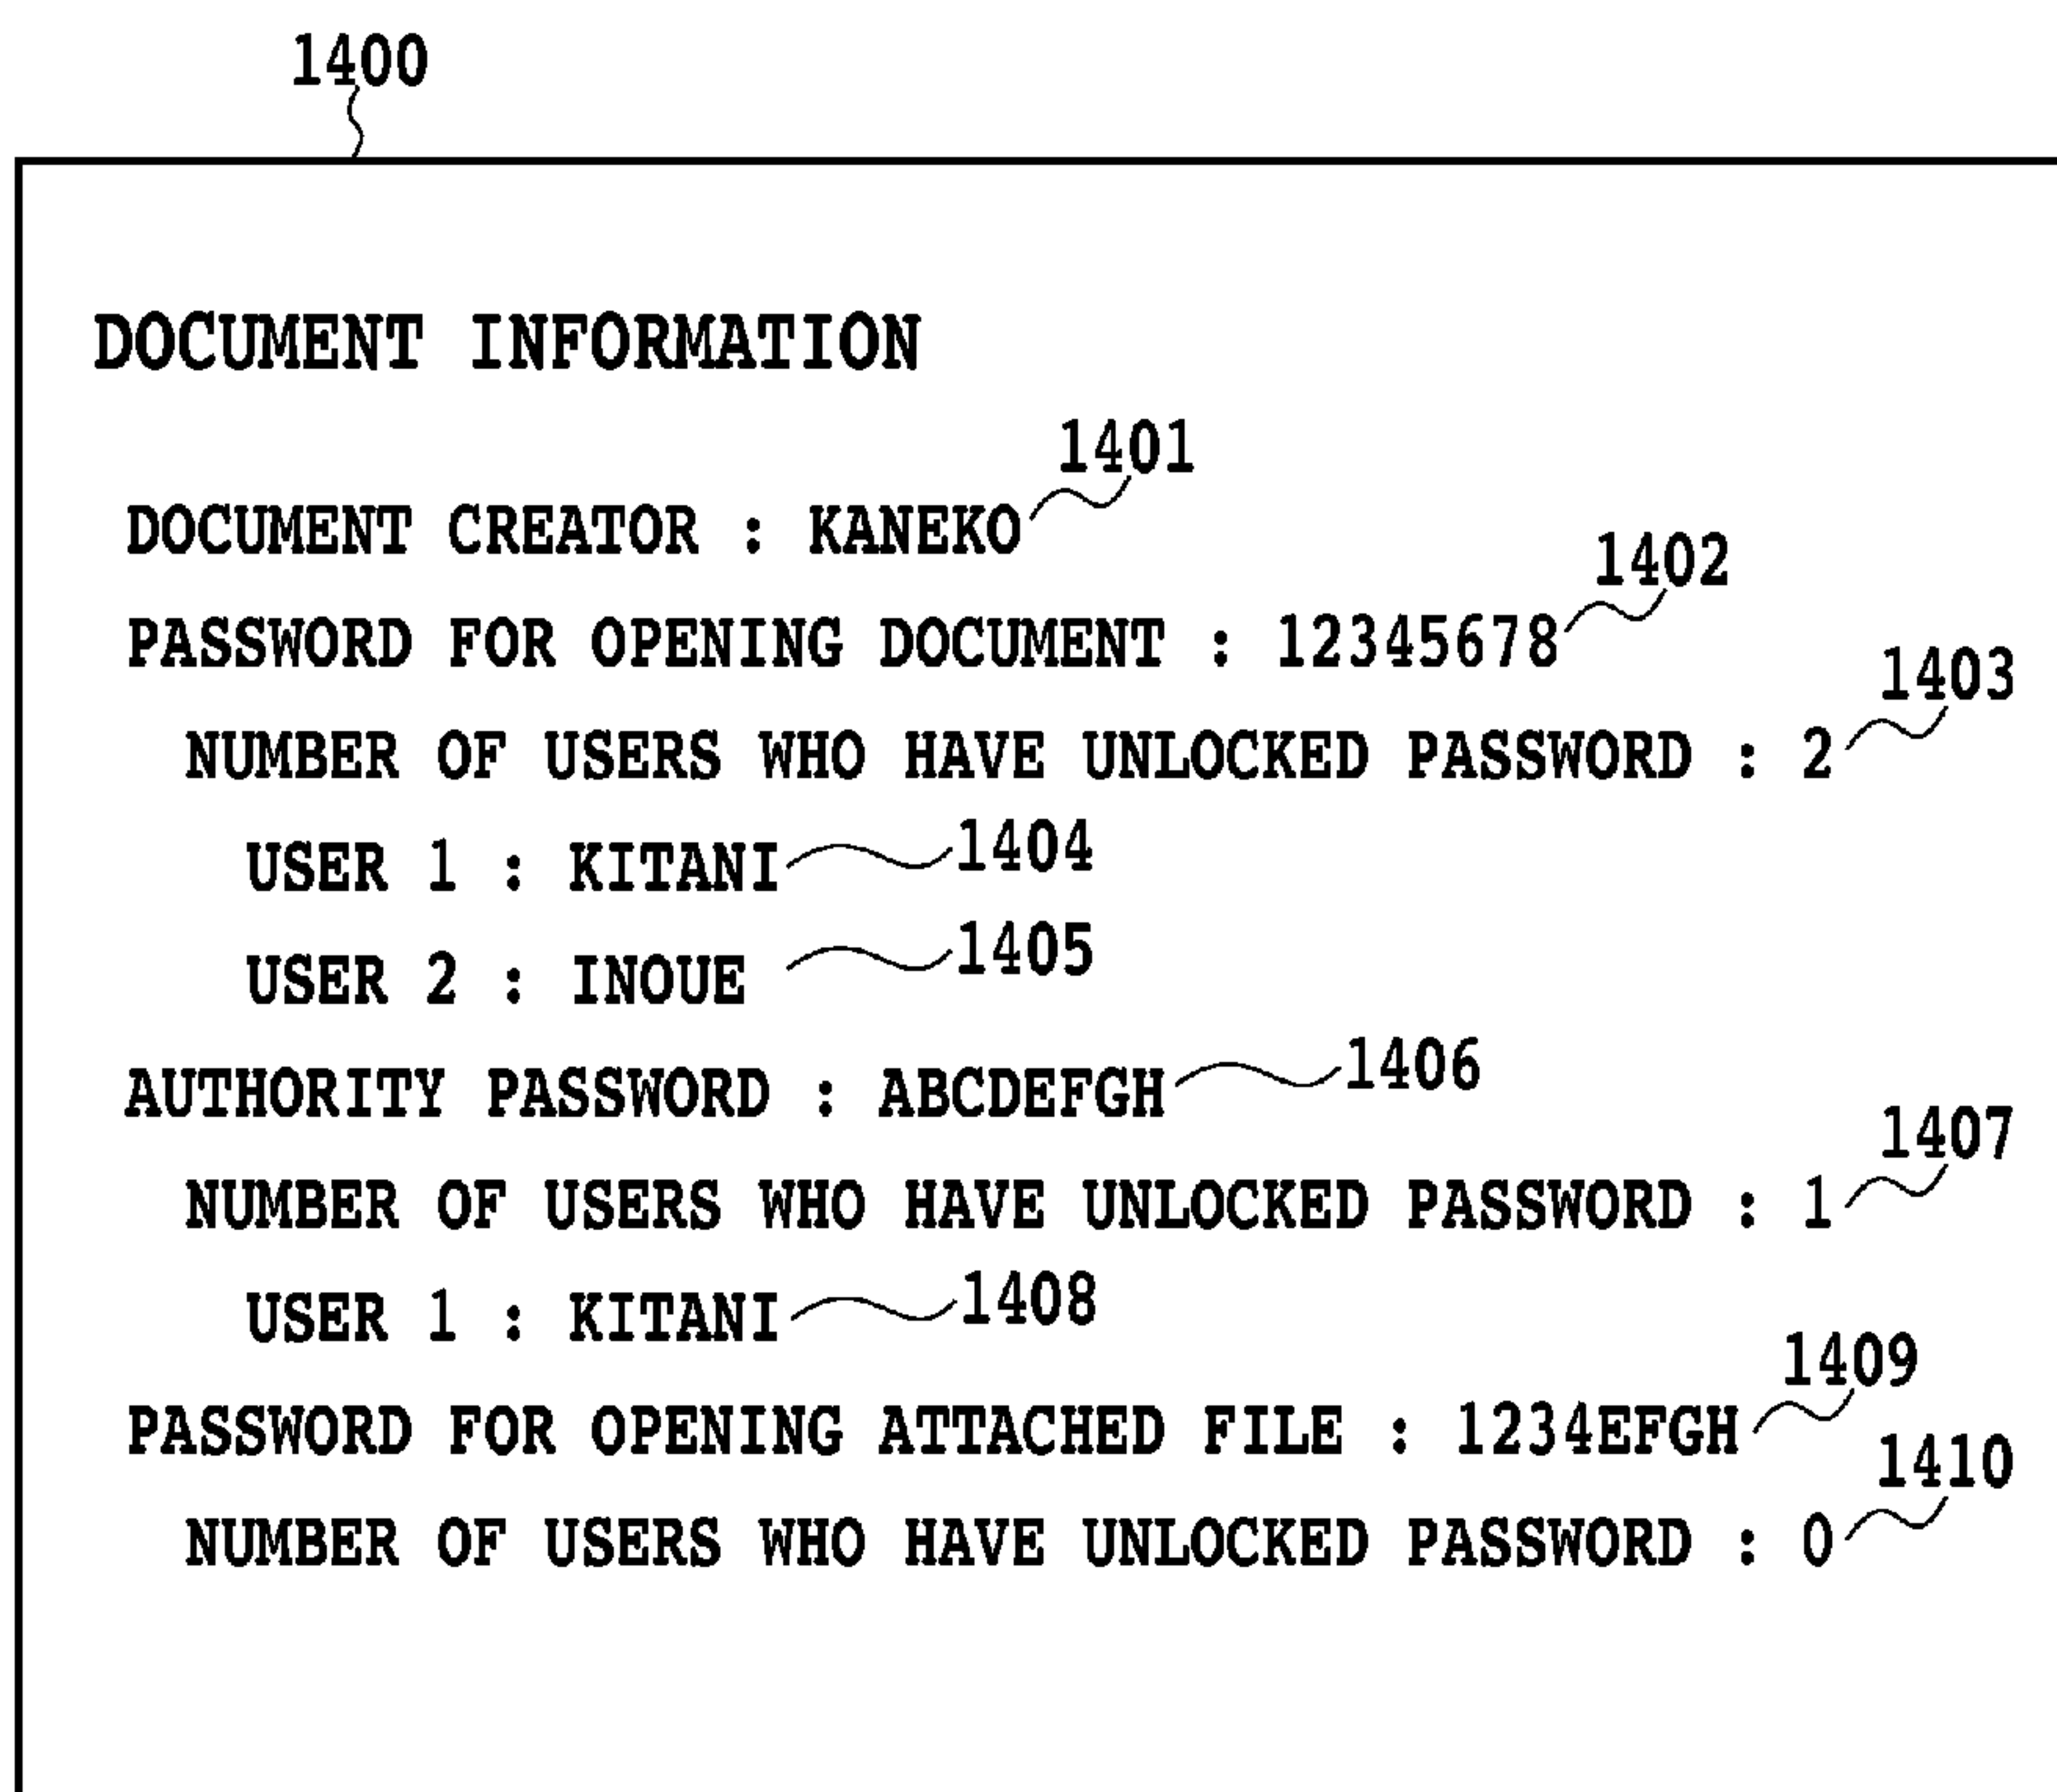 1400
DOCUMENT INFORMATION
1401
DOCUMENT CREATOR : KANEKO
1402
PASSWORD FOR OPENING DOCUMENT : 12345678
1403
NUMBER OF USERS WHO HAVE UNLOCKED PASSWORD : 2
USER 1 : KITANI 1404
USER 2 : INOUE 1405
AUTHORITY PASSWORD : ABCDEFGH 1406
1407
NUMBER OF USERS WHO HAVE UNLOCKED PASSWORD : 1
USER 1 : KITANI 1408
1409
PASSWORD FOR OPENING ATTACHED FILE : 1234EFGH
1410
NUMBER OF USERS WHO HAVE UNLOCKED PASSWORD : 0